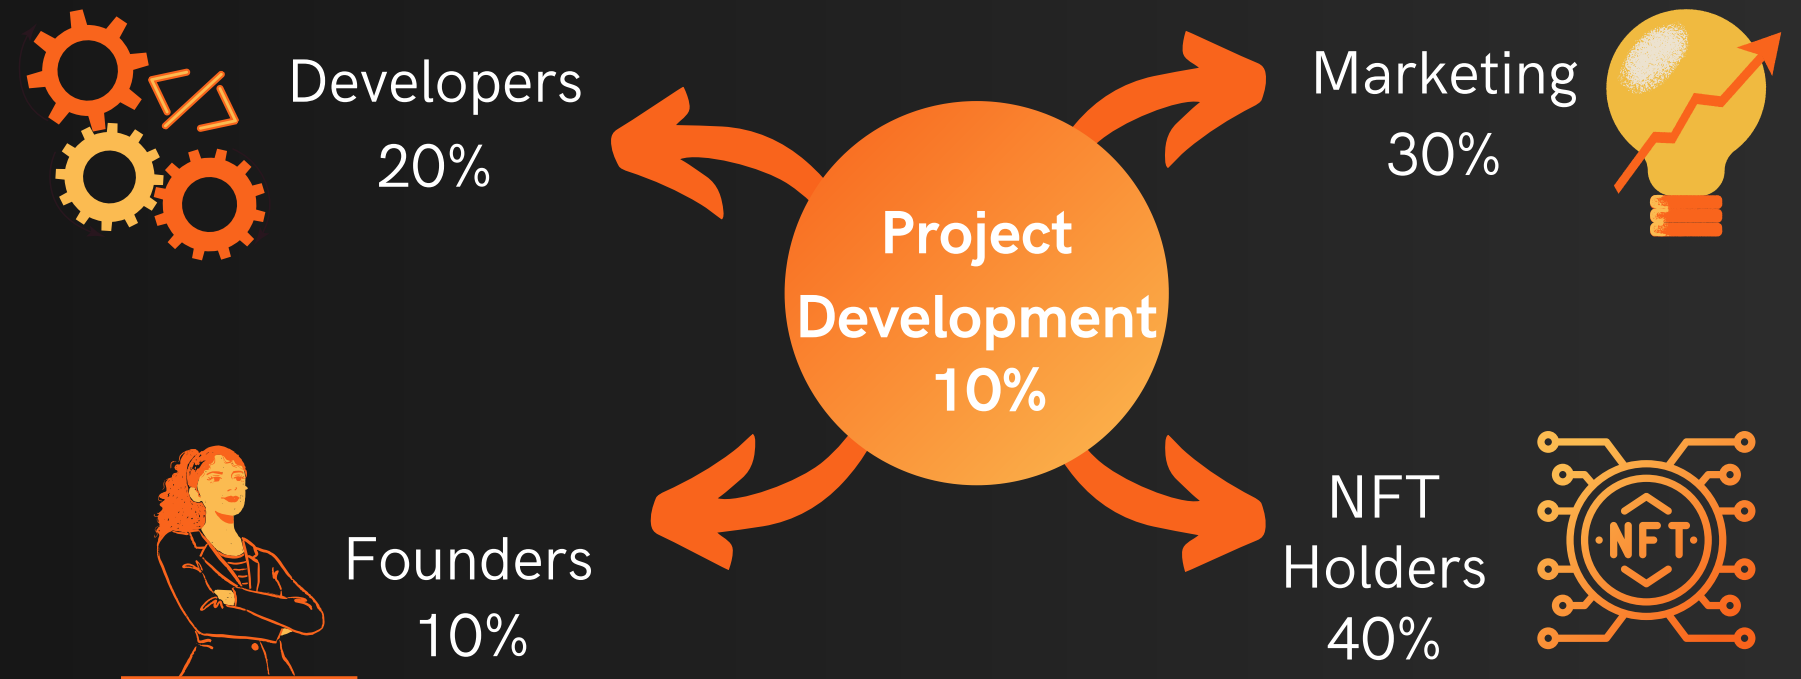 Developers
20%
Marketing
30%
Project
Development
10%
Founders
10%
NFT
Holders
40%
·NFT·